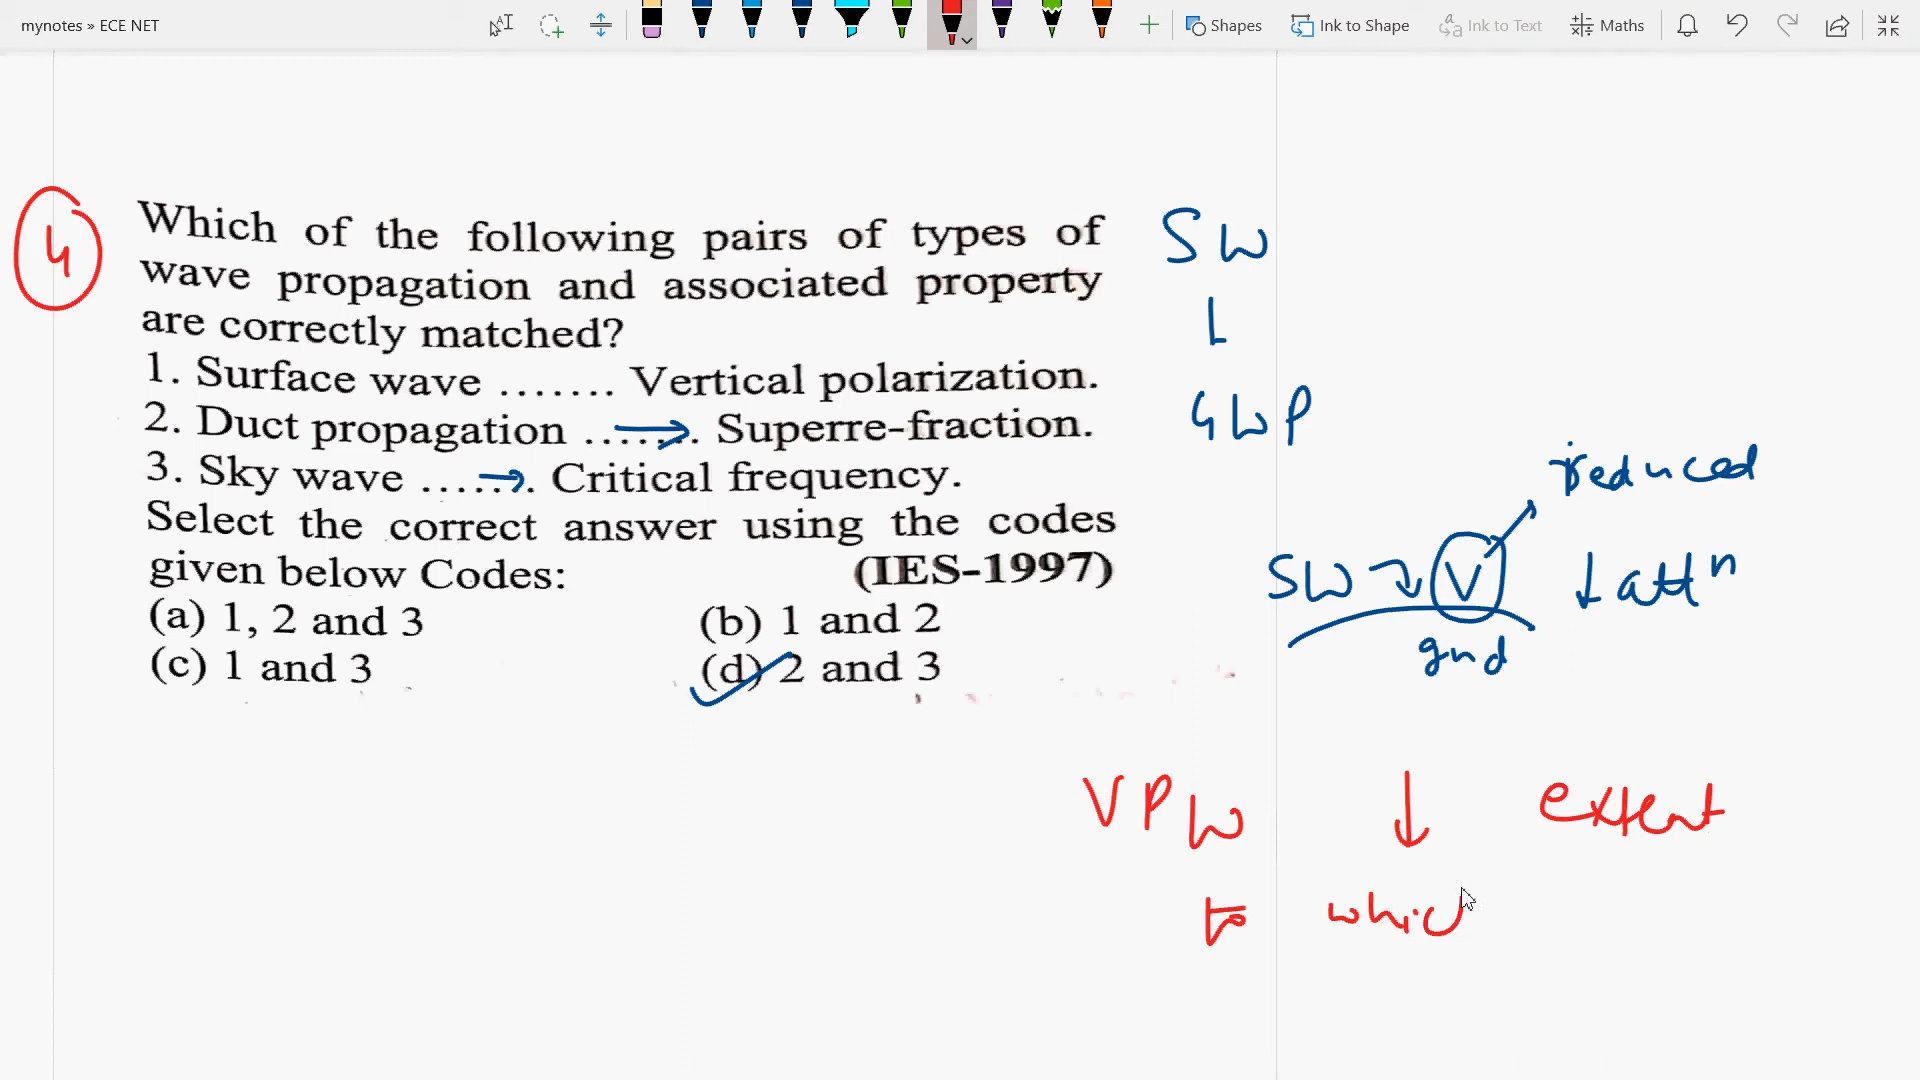 mynotes » ECE NET
Shapes
Ink to Shape
Ink to Text
Maths
4
Which of the following pairs of types of
wave propagation and associated property
are correctly matched?
1. Surface wave ....... Vertical polarization.
2. Duct propagation ....... Superre-fraction.
3. Sky wave ....... Critical frequency.
Select the correct answer using the codes
given below Codes: (IES-1997)
(a) 1, 2 and 3 (b) 1 and 2
(c) 1 and 3 (d) 2 and 3
SW
GWP
reduced
SW V ↓ attⁿ
gnd
VPW ↓ extent
to whic